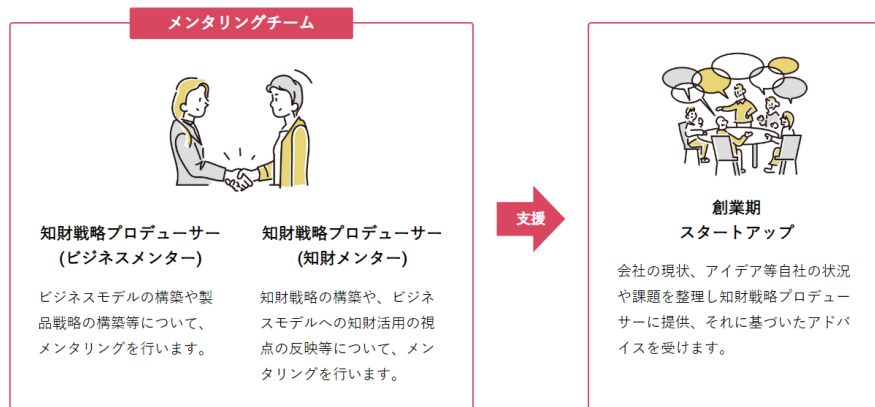 メンタリングチーム
知財戦略プロデューサー
(ビジネスメンター)
ビジネスモデルの構築や製
品戦略の構築等について、
メンタリングを行います。
知財戦略プロデューサー
(知財メンター)
知財戦略の構築や、ビジネ
スモデルへの知財活用の視
点の反映等について、メン
タリングを行います。
支援
創業期
スタートアップ
会社の現状、アイデア等自社の状況
や課題を整理し知財戦略プロデュー
サーに提供、それに基づいたアドバ
イスを受けます。